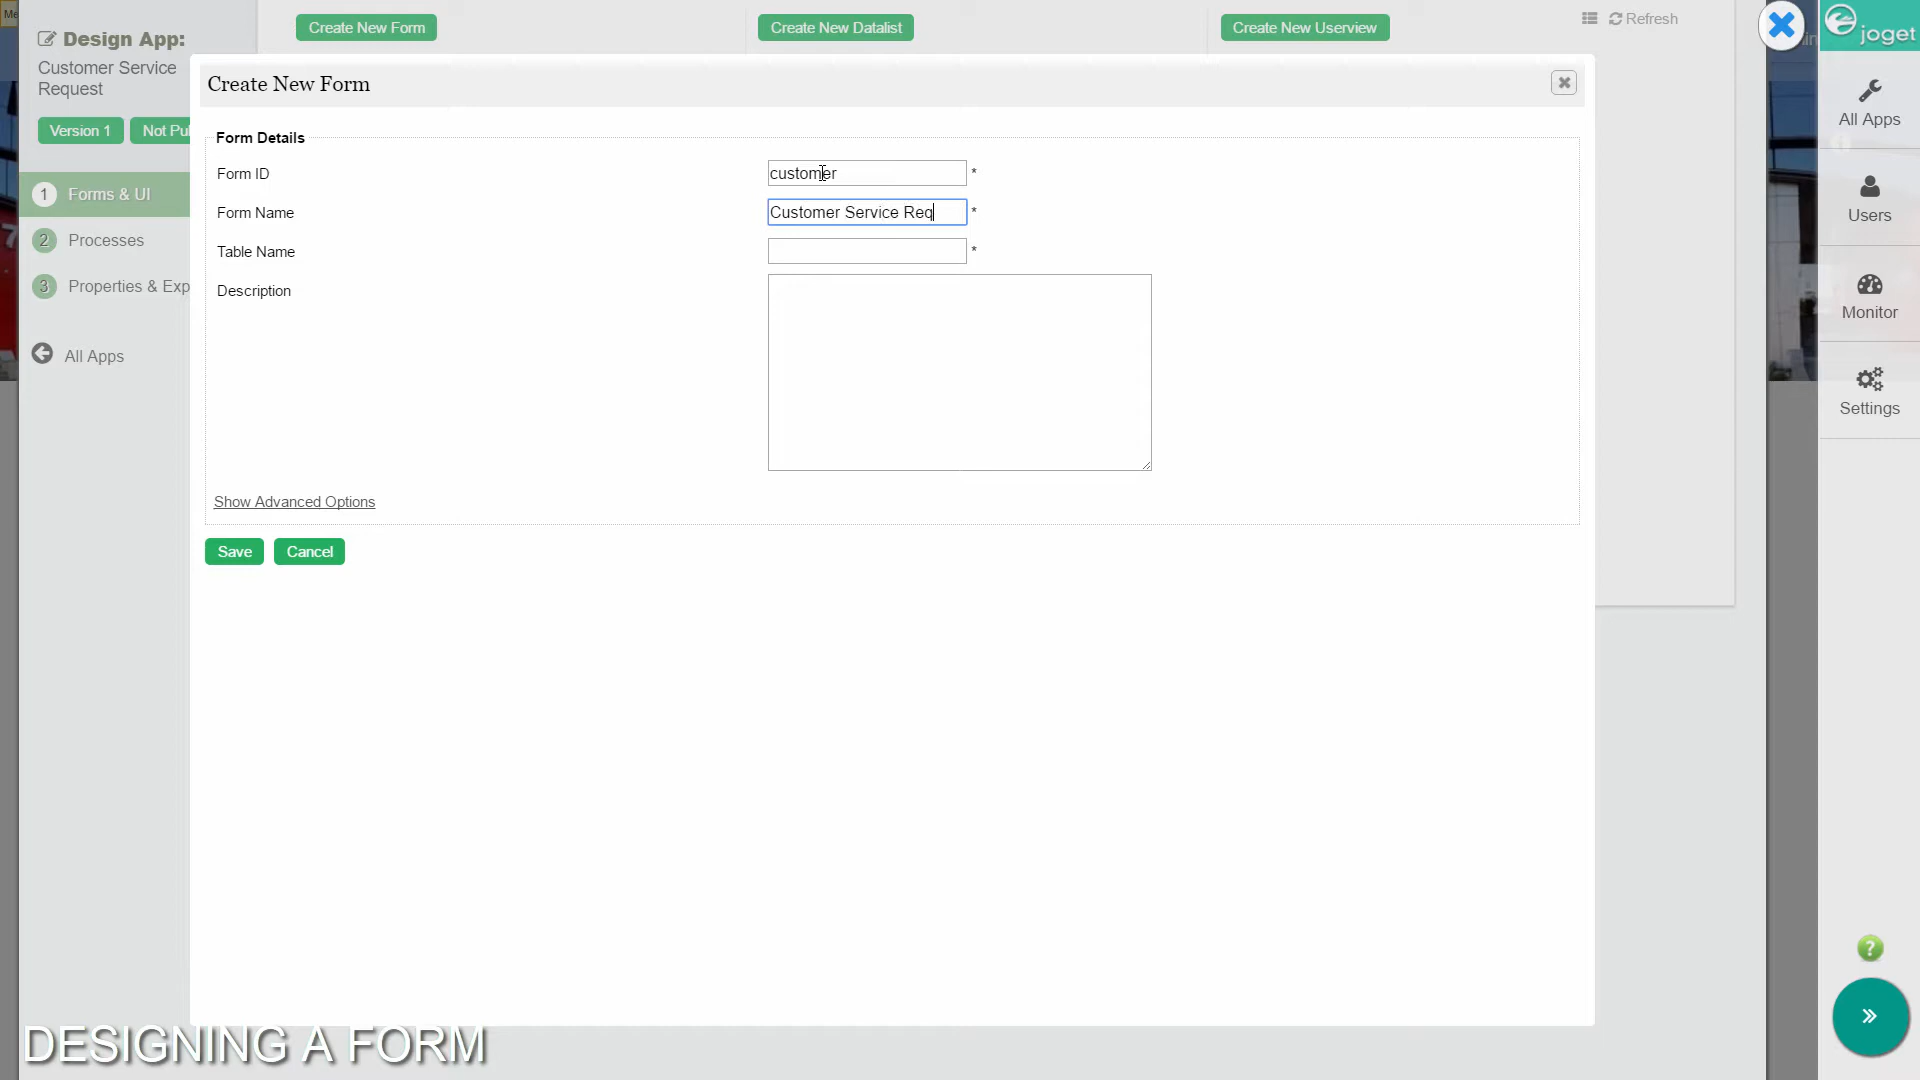 Me
Create New Form
Create New Datalist
Create New Userview
Refresh
Design App:
Customer Service
Request
Version 1
Not Pu
Create New Form
Form Details
Form ID
customer
*
Form Name
Customer Service Req
*
Table Name
*
Description
Show Advanced Options
Save
Cancel
1
Forms & UI
2
Processes
3
Properties & Exp
All Apps
joget
All Apps
Users
Monitor
Settings
?
DESIGNING A FORM